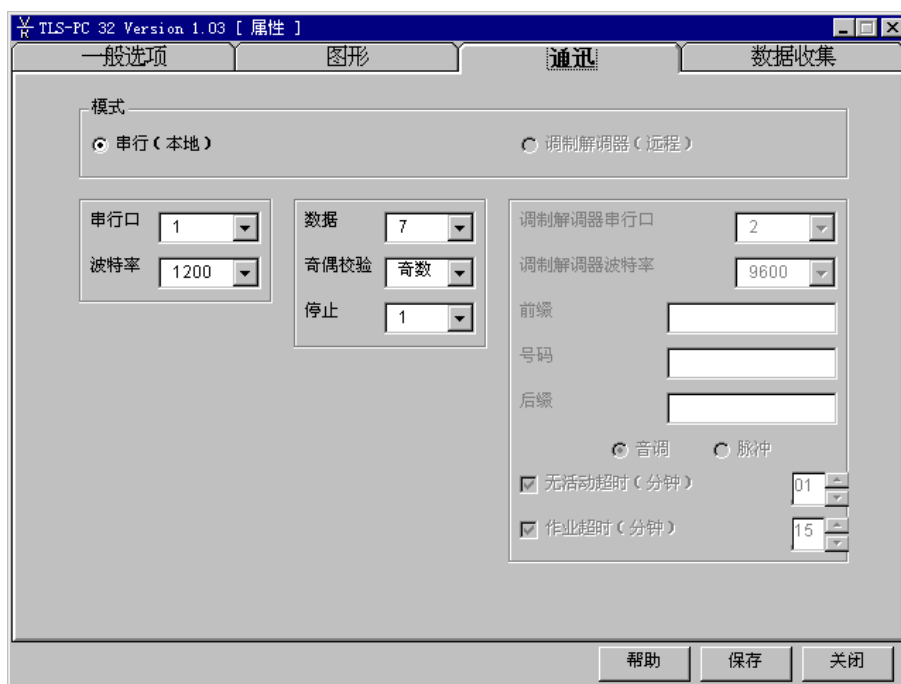 TLS-PC 32 Version 1.03 [ 属性 ]
一般选项 图形 通迅 数据收集
模式
串行(本地) 调制解调器(远程)
串行口 1
波特率 1200
数据 7
奇偶校验 奇数
停止 1
调制解调器串行口 2
调制解调器波特率 9600
前缀
号码
后缀
音调 脉冲
无活动超时(分钟) 01
作业超时(分钟) 15
帮助 保存 关闭